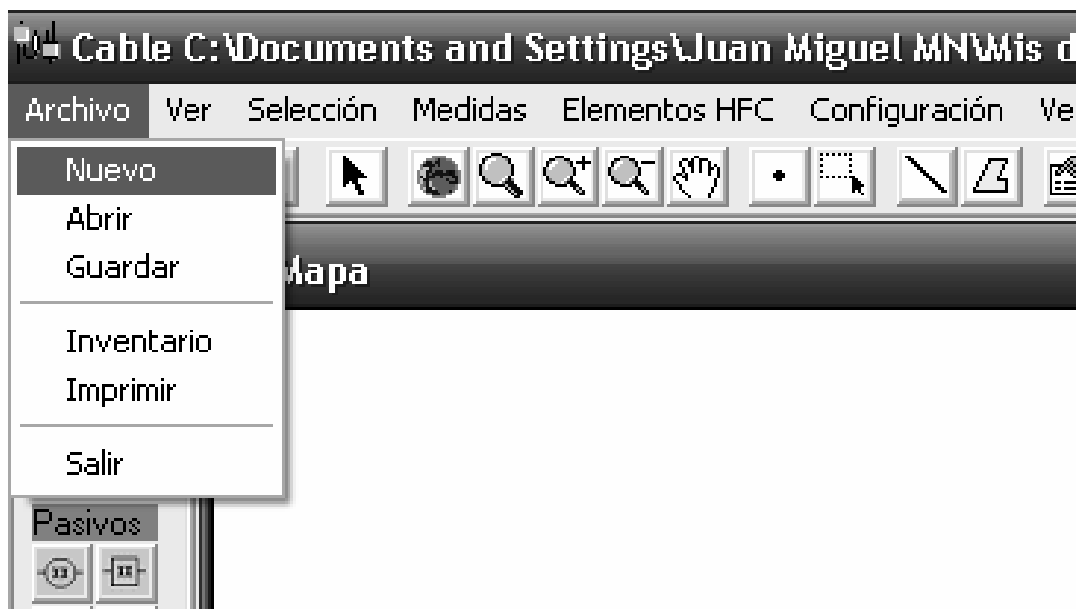 Cable C:\Documents and Settings\Juan Miguel MN\Mis d
Archivo Ver Selección Medidas Elementos HFC Configuración Ve
Nuevo
Abrir
Guardar
Mapa
Inventario
Imprimir
Salir
Pasivos